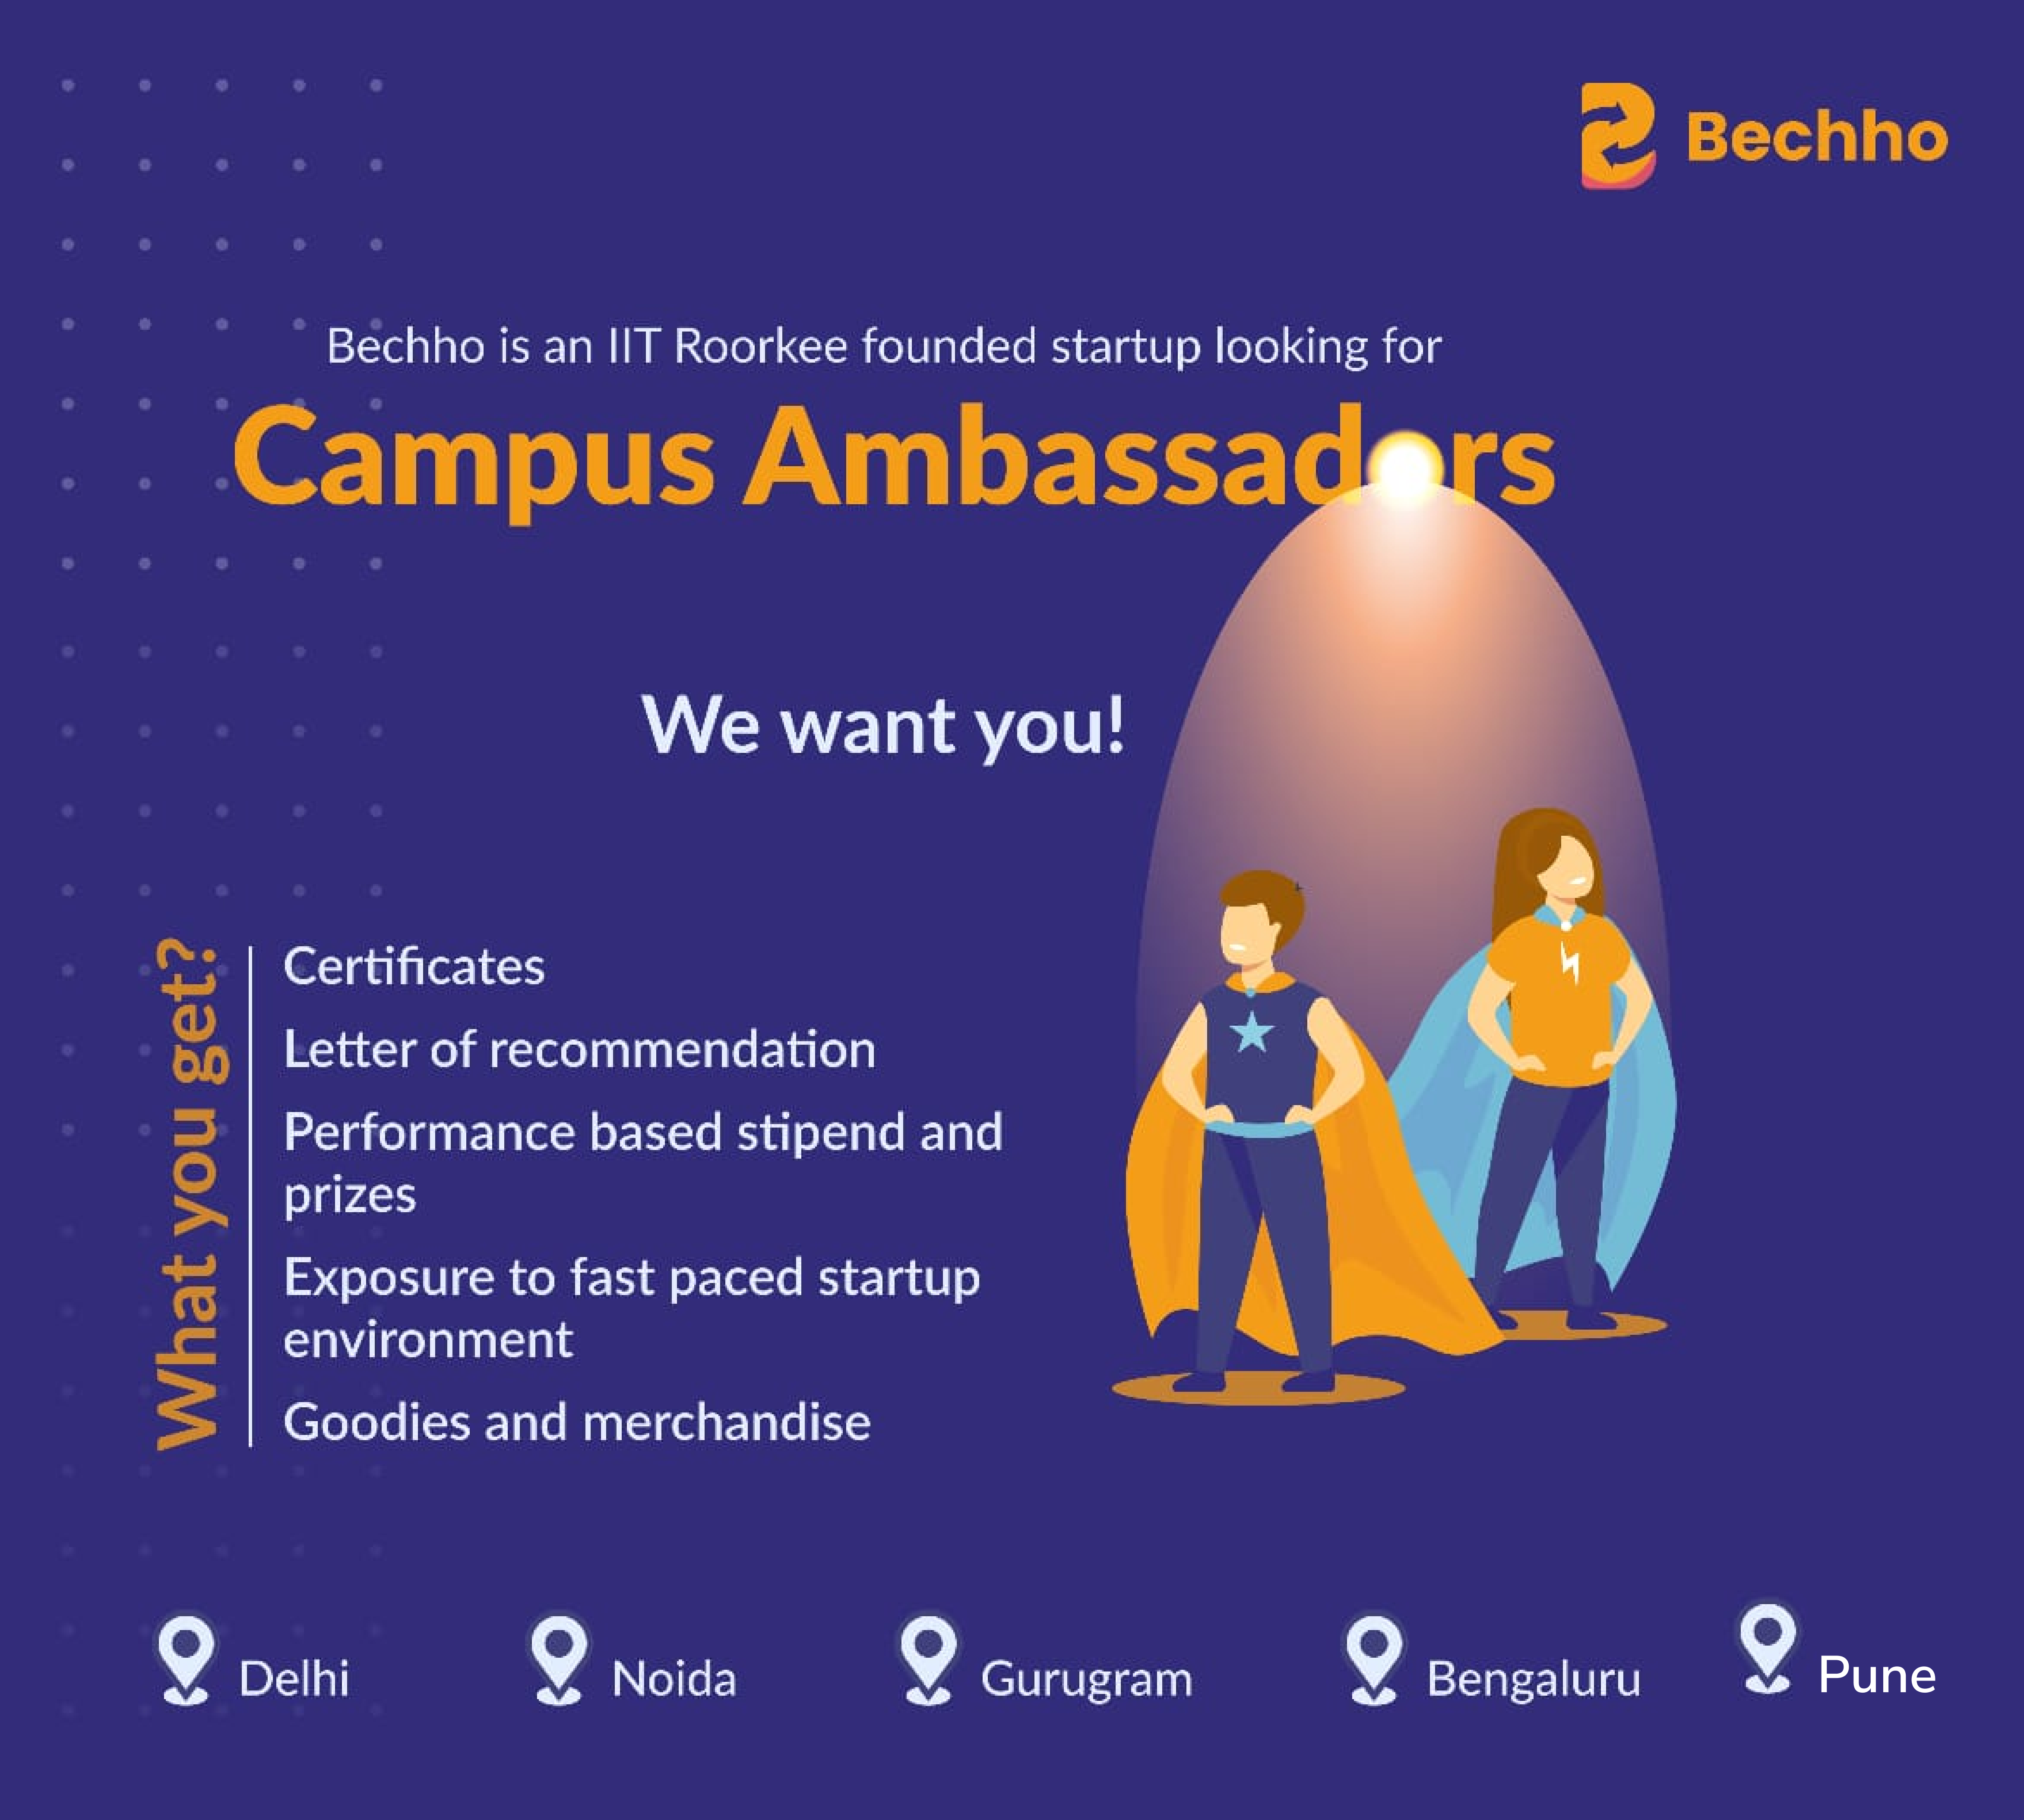 Bechho
Bechho is an IIT Roorkee founded startup looking for
Campus Ambassadors
We want you!
What you get?
Certificates
Letter of recommendation
Performance based stipend and
prizes
Exposure to fast paced startup
environment
Goodies and merchandise
Delhi
Noida
Gurugram
Bengaluru
Pune